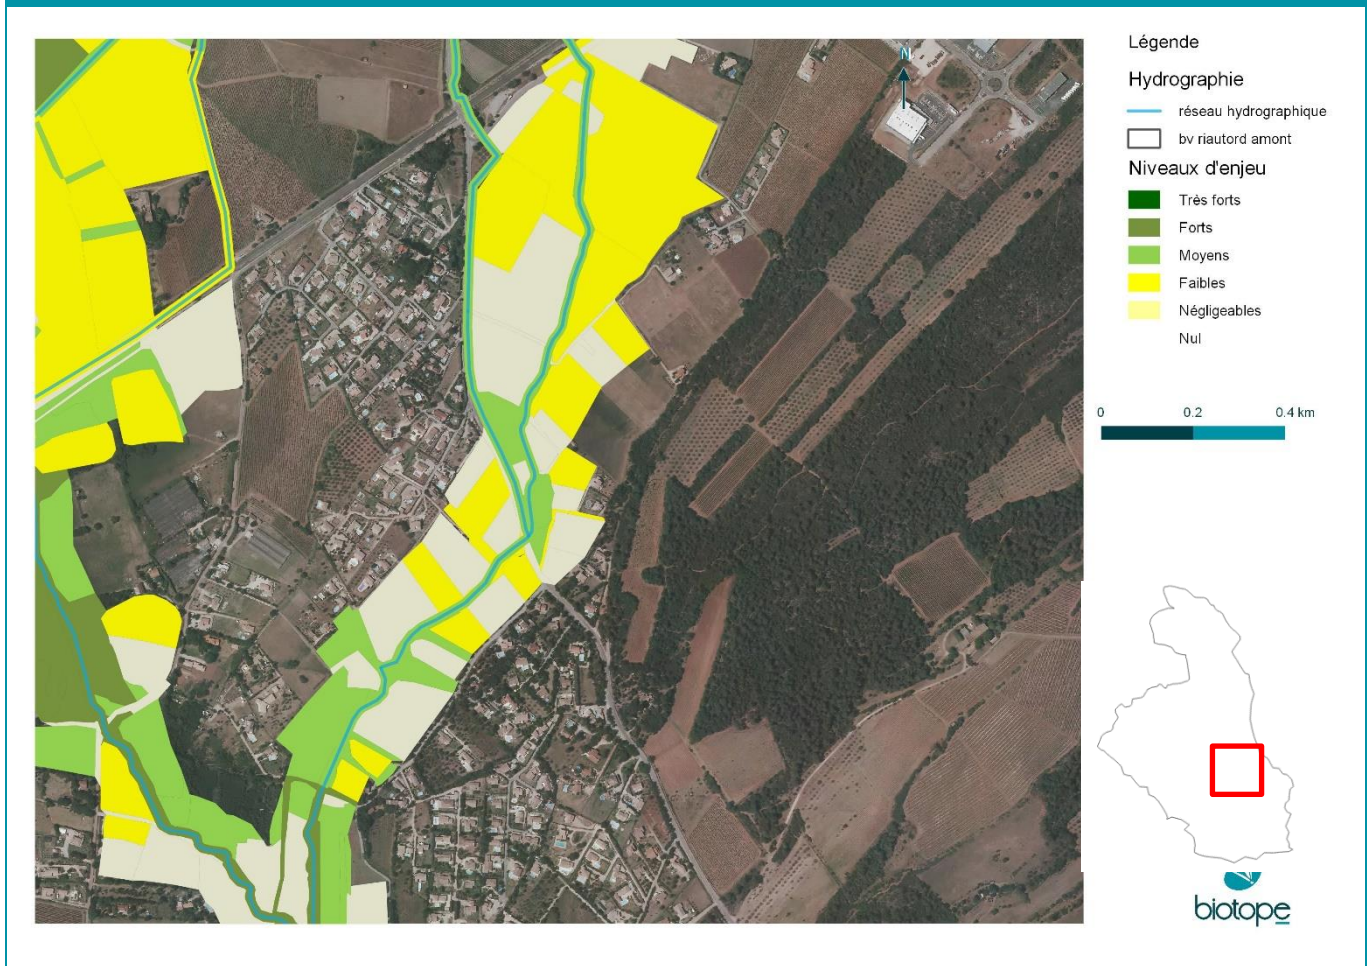 Légende
Hydrographie
réseau hydrographique
bv riautord amont
Niveaux d'enjeu
Très forts
Forts
Moyens
Faibles
Négligeables
Nul
N
0 0.2 0.4 km
biotope